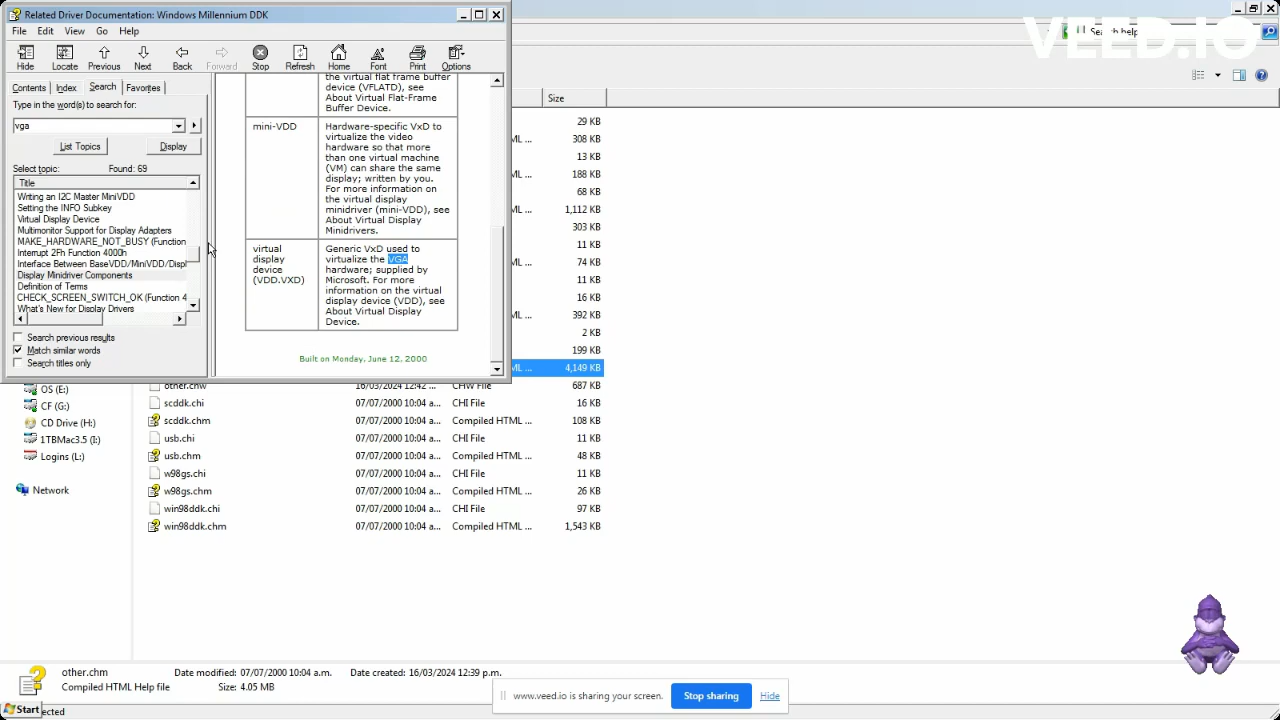 Related Driver Documentation: Windows Millennium DDK
File Edit View Go Help
Hide Locate Previous Next Back Forward Stop Refresh Home Font Print Options
Contents Index Search Favorites
Type in the word(s) to search for:
vga
List Topics Display
Select topic: Found: 69
Title
Writing an I2C Master MiniVDD
Setting the INFO Subkey
Virtual Display Device
Multimonitor Support for Display Adapters
MAKE_HARDWARE_NOT_BUSY (Function
Interrupt 2Fh Function 4000h
Interface Between BaseVDD/MiniVDD/Displ
Display Minidriver Components
Definition of Terms
CHECK_SCREEN_SWITCH_OK (Function 4
What's New for Display Drivers
Search previous results
Match similar words
Search titles only
the virtual flat frame buffer
device (VFLATD), see
About Virtual Flat-Frame
Buffer Device.
mini-VDD
Hardware-specific VxD to
virtualize the video
hardware so that more
than one virtual machine
(VM) can share the same
display; written by you.
For more information on
the virtual display
minidriver (mini-VDD), see
About Virtual Display
Minidrivers.
virtual
display
device
(VDD.VXD)
Generic VxD used to
virtualize the VGA
hardware; supplied by
Microsoft. For more
information on the virtual
display device (VDD), see
About Virtual Display
Device.
Built on Monday, June 12, 2000
VEED.IO
Search help
Size
29 KB
ML ... 308 KB
13 KB
ML ... 188 KB
68 KB
ML ... 1,112 KB
303 KB
11 KB
ML ... 74 KB
11 KB
16 KB
ML ... 392 KB
2 KB
199 KB
ML ... 4,149 KB
other.chw 16/03/2024 12:42 ... CHW File 687 KB
scddk.chi 07/07/2000 10:04 a... CHI File 16 KB
scddk.chm 07/07/2000 10:04 a... Compiled HTML ... 108 KB
usb.chi 07/07/2000 10:04 a... CHI File 11 KB
usb.chm 07/07/2000 10:04 a... Compiled HTML ... 48 KB
w98gs.chi 07/07/2000 10:04 a... CHI File 11 KB
w98gs.chm 07/07/2000 10:04 a... Compiled HTML ... 26 KB
win98ddk.chi 07/07/2000 10:04 a... CHI File 97 KB
win98ddk.chm 07/07/2000 10:04 a... Compiled HTML ... 1,543 KB
OS (E:)
CF (G:)
CD Drive (H:)
1TBMac3.5 (I:)
Logins (L:)
Network
other.chm Date modified: 07/07/2000 10:04 a.m. Date created: 16/03/2024 12:39 p.m.
Compiled HTML Help file Size: 4.05 MB
www.veed.io is sharing your screen. Stop sharing Hide
Start ected